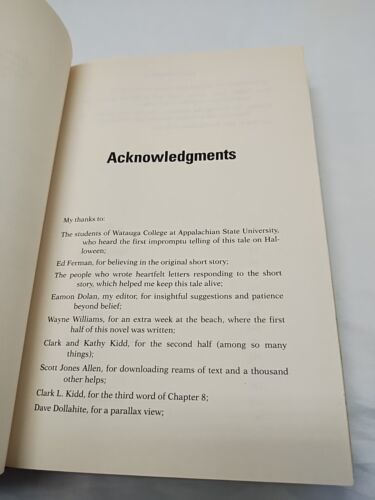 Acknowledgments
My thanks to:
The students of Watauga College at Appalachian State University,
who heard the first impromptu telling of this tale on Hal-
loween;
Ed Ferman, for believing in the original short story;
The people who wrote heartfelt letters responding to the short
story, which helped me keep this tale alive;
Eamon Dolan, my editor, for insightful suggestions and patience
beyond belief;
Wayne Williams, for an extra week at the beach, where the first
half of this novel was written;
Clark and Kathy Kidd, for the second half (among so many
things);
Scott Jones Allen, for downloading reams of text and a thousand
other helps;
Clark L. Kidd, for the third word of Chapter 8;
Dave Dollahite, for a parallax view;